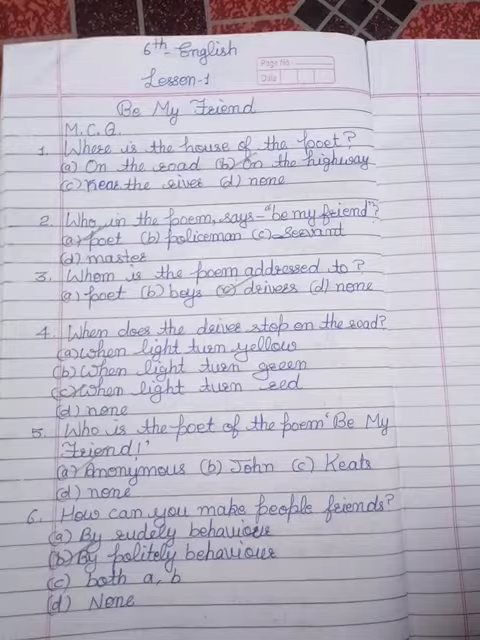 6th English
Page No
Date
Lesson-1
Be My Friend
M.C.Q.
1. Where is the house of the poet?
(a) On the road (b) On the highway
(c) Near the river (d) none
2. Who in the poem, says-"be my friend"?
(a) poet (b) policeman (c) Servant
(d) master
3. Whom is the poem addressed to?
(a) poet (b) boys (c) drivers (d) none
4. When does the driver stop on the road?
(a) When light turn yellow
(b) When light turn green
(c) When light turn red
(d) none
5. Who is the poet of the poem 'Be My
Friend!'
(a) Anonymous (b) John (c) Keats
(d) none
6. How can you make people friends?
(a) By rudely behaviour
(b) By politely behaviour
(c) both a, b
(d) None